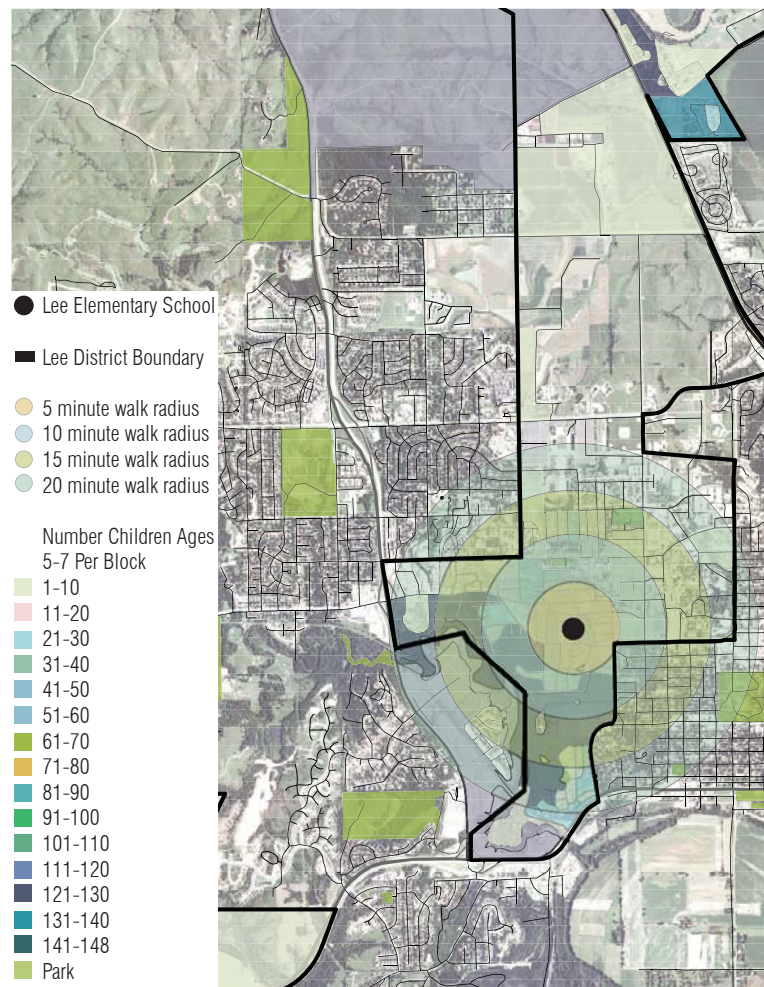 Lee Elementary School
Lee District Boundary
5 minute walk radius
10 minute walk radius
15 minute walk radius
20 minute walk radius
Number Children Ages
5-7 Per Block
1-10
11-20
21-30
31-40
41-50
51-60
61-70
71-80
81-90
91-100
101-110
111-120
121-130
131-140
141-148
Park